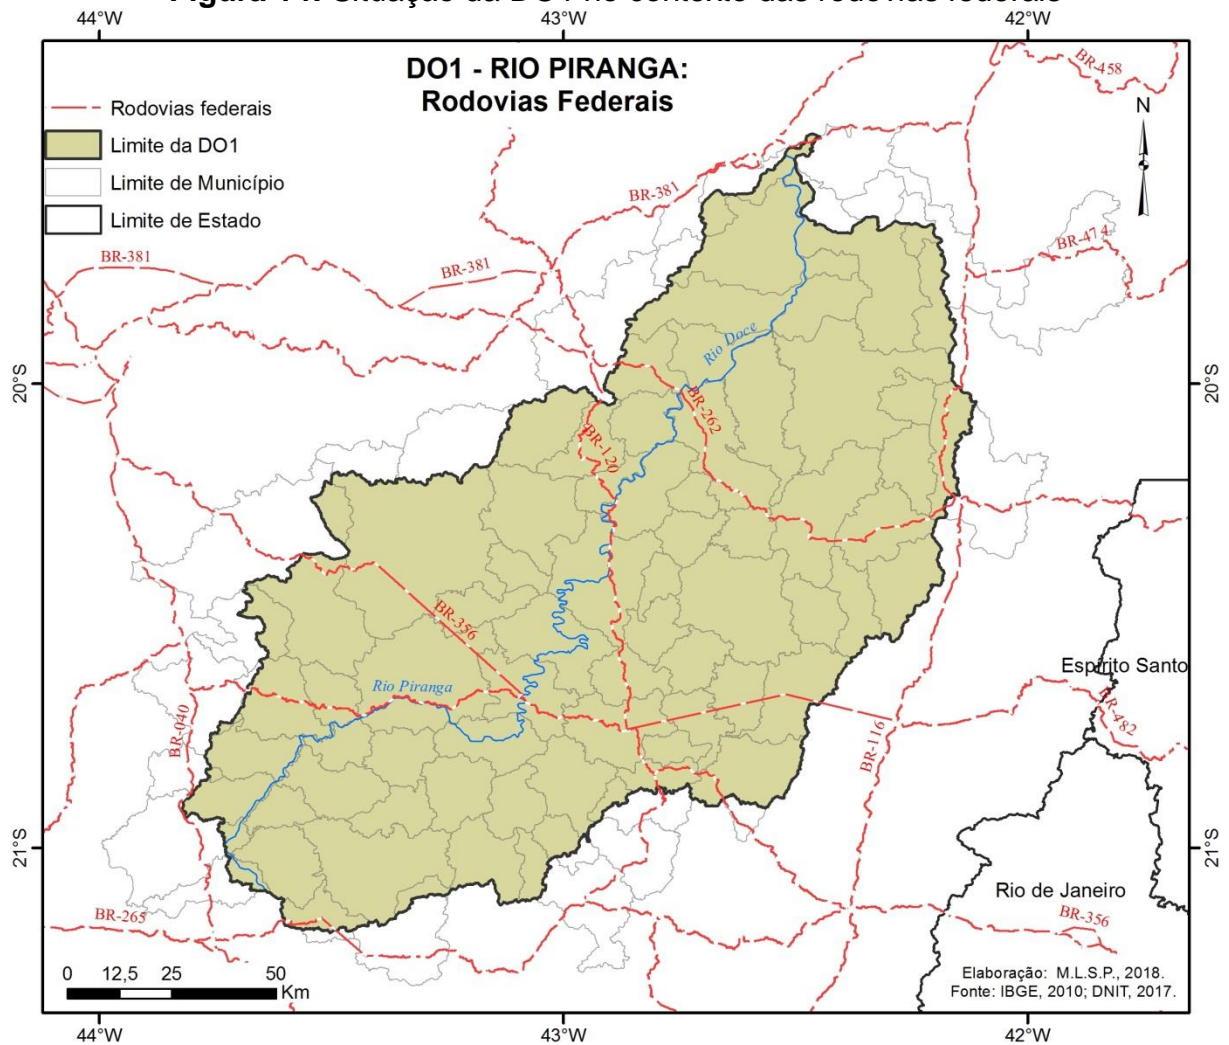 44°W
43°W
42°W
DO1 - RIO PIRANGA:
Rodovias Federais
Rodovias federais
Limite da DO1
Limite de Município
Limite de Estado
N
BR-458
BR-381
BR-474
BR-381
BR-381
Rio Doce
20°S
20°S
BR-262
BR-120
BR-356
Espírito Santo
Rio Piranga
BR-040
BR-482
BR-116
21°S
21°S
Rio de Janeiro
BR-265
BR-356
0 12,5 25 50
Km
Elaboração: M.L.S.P., 2018.
Fonte: IBGE, 2010; DNIT, 2017.
44°W
43°W
42°W